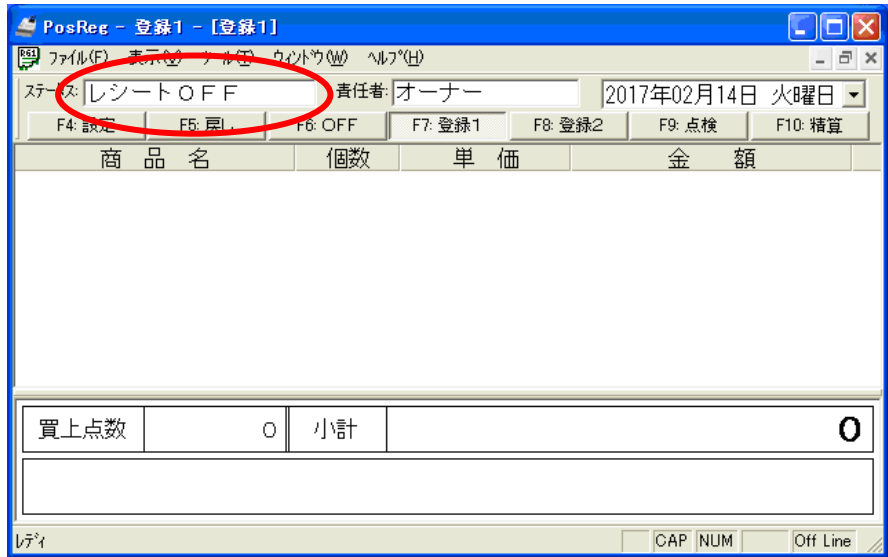 PosReg - 登録1 - [登録1]
ファイル(F) 表示(V) ツール(T) ウィンドウ(W) ヘルプ(H)
ステータス: レシートOFF 責任者: オーナー 2017年02月14日 火曜日
F4: 設定 F5: 戻し F6: OFF F7: 登録1 F8: 登録2 F9: 点検 F10: 精算
商 品 名 個数 単 価 金 額
買上点数 0 小計 0
レディ CAP NUM Off Line